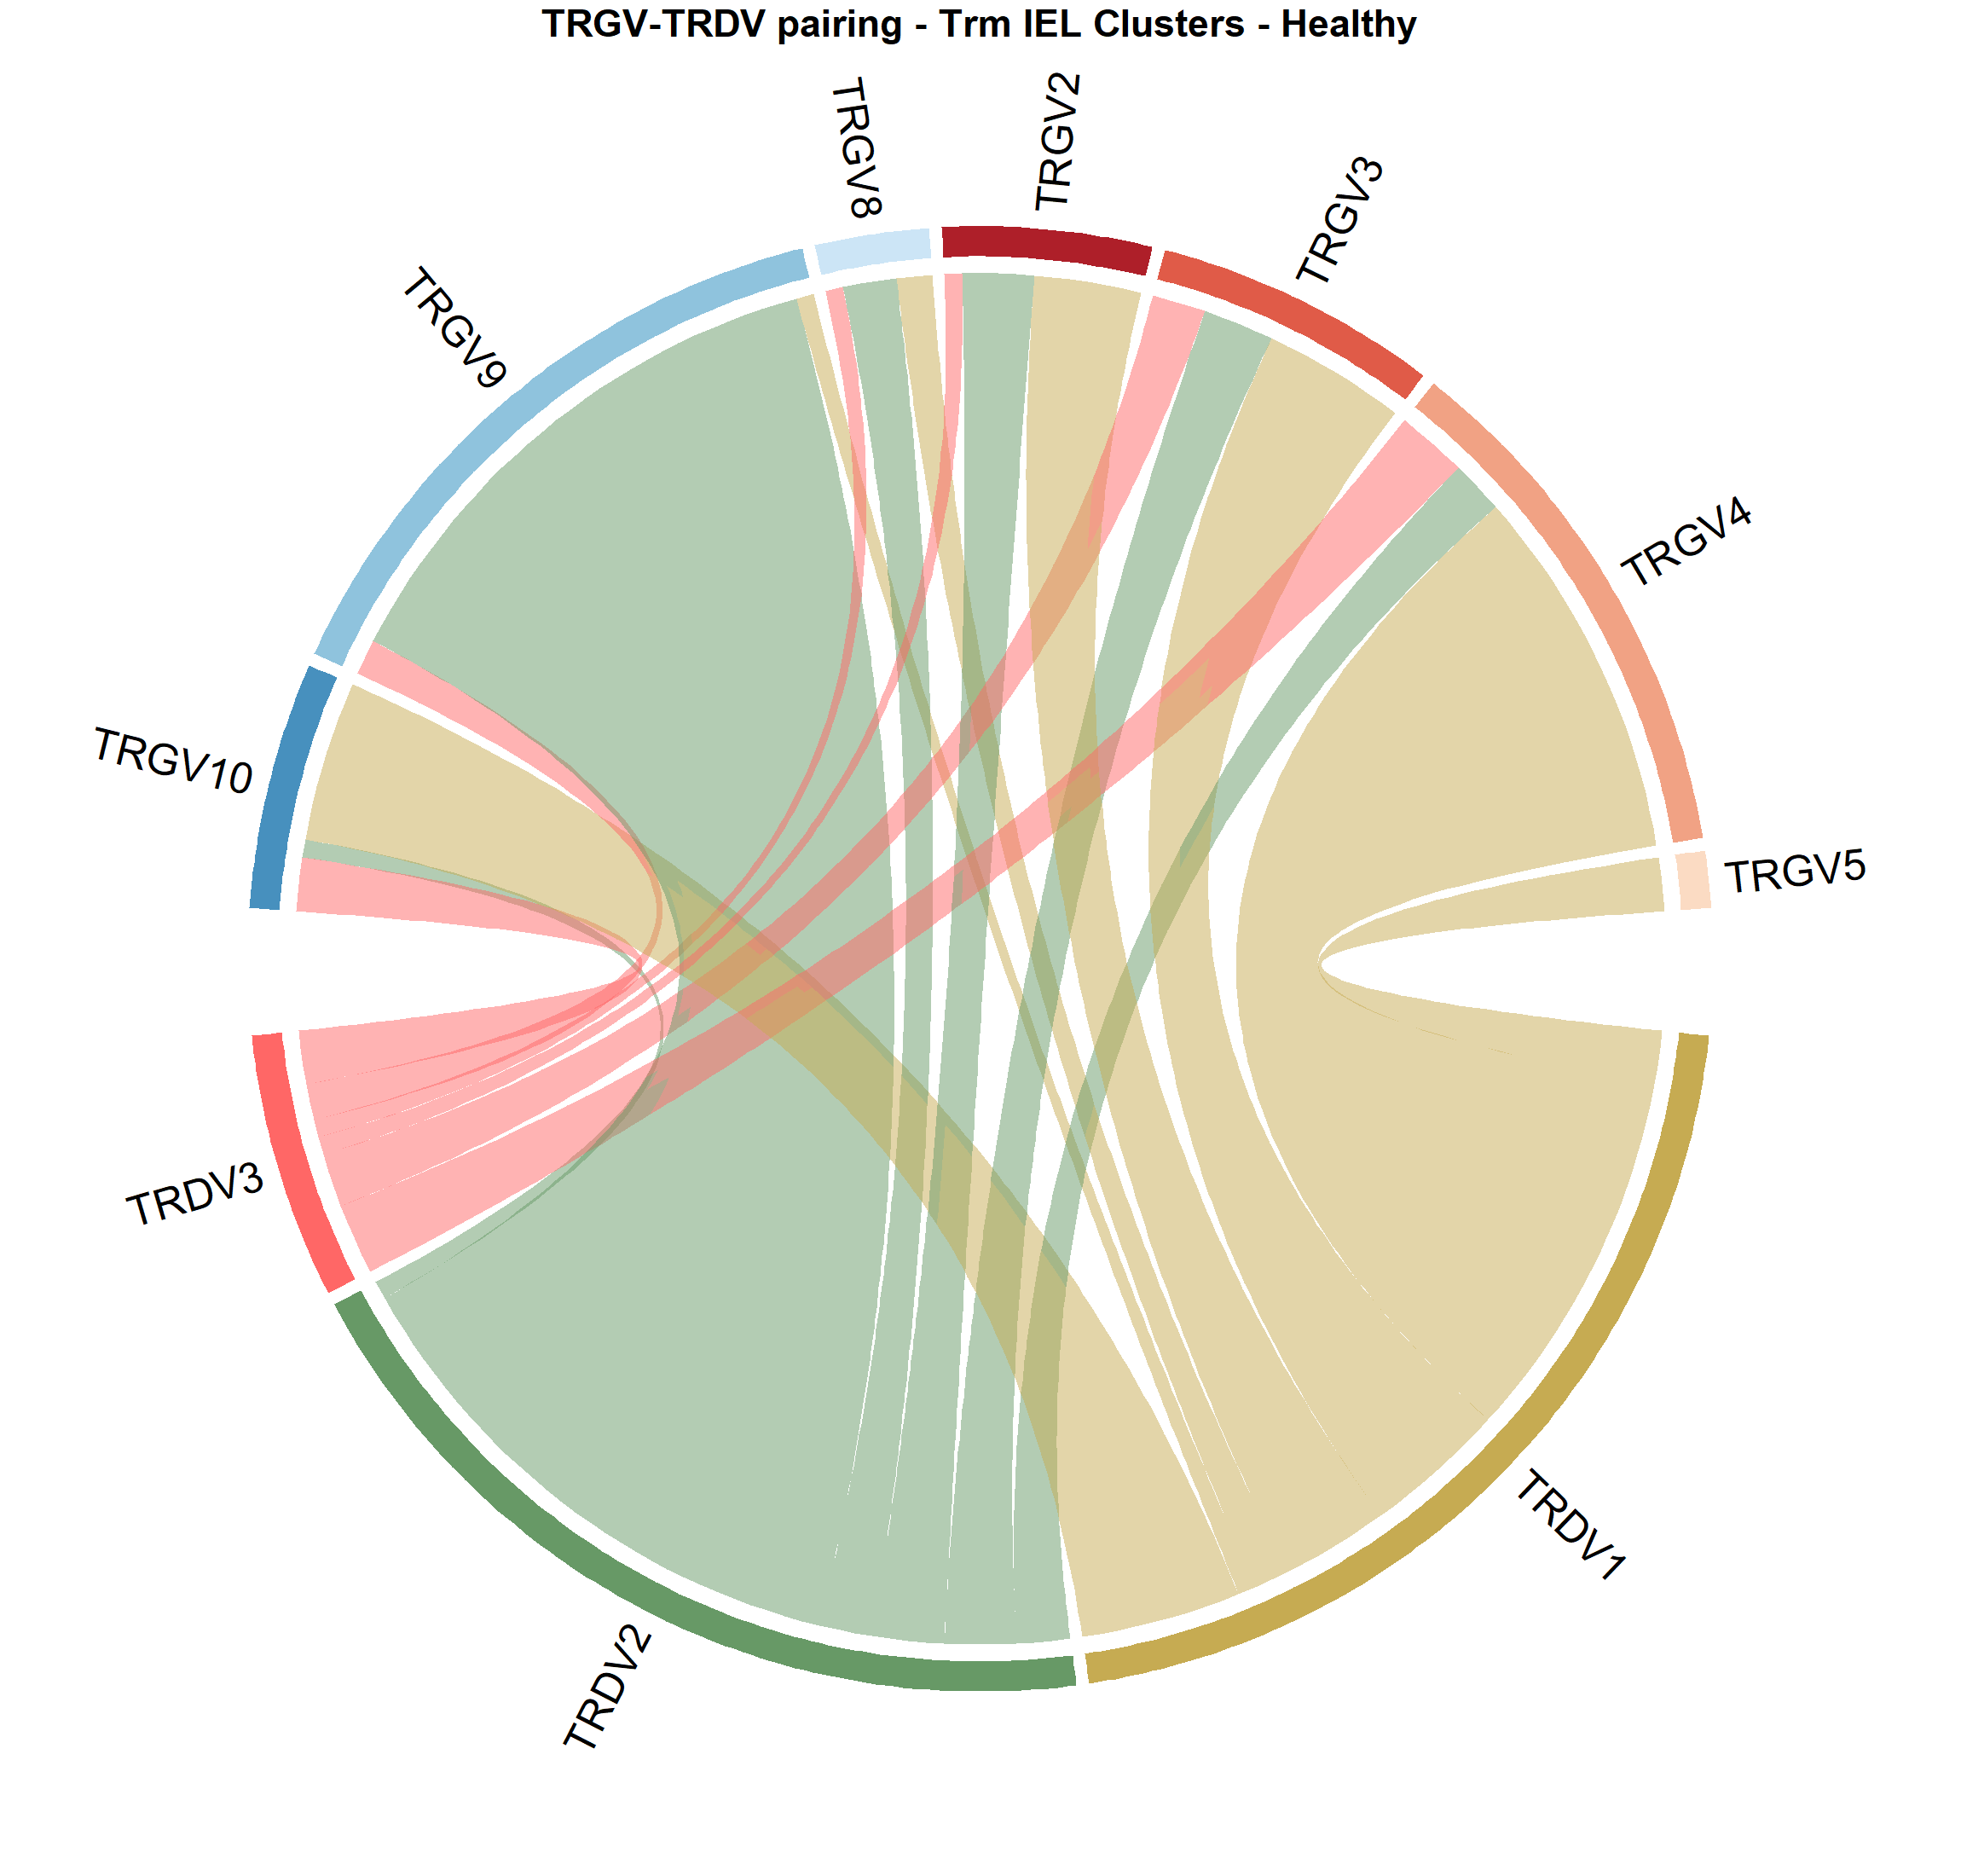 TRGV-TRDV pairing - Trm IEL Clusters - Healthy
TRGV8
TRGV2
TRGV3
TRGV9
TRGV4
TRGV10
TRGV5
TRDV3
TRDV1
TRDV2